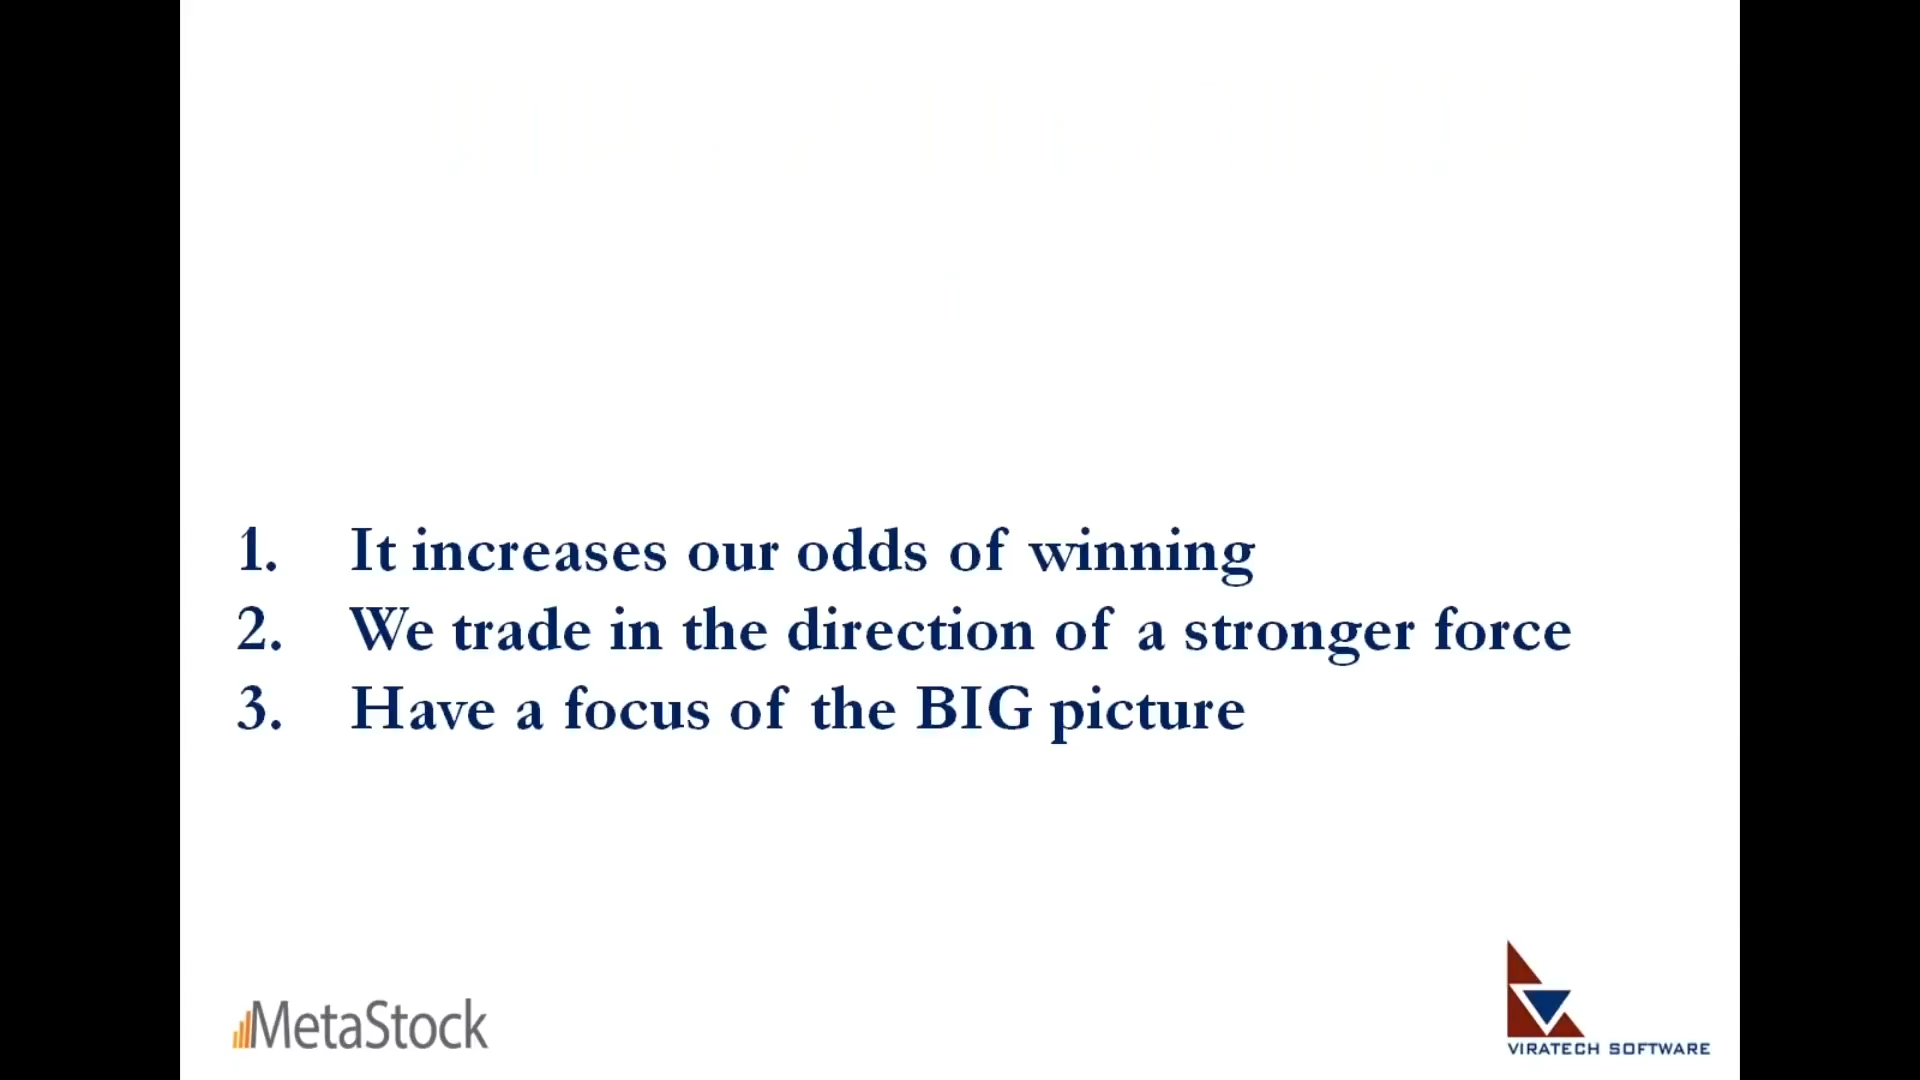 1. It increases our odds of winning
2. We trade in the direction of a stronger force
3. Have a focus of the BIG picture
MetaStock
VIRATECH SOFTWARE